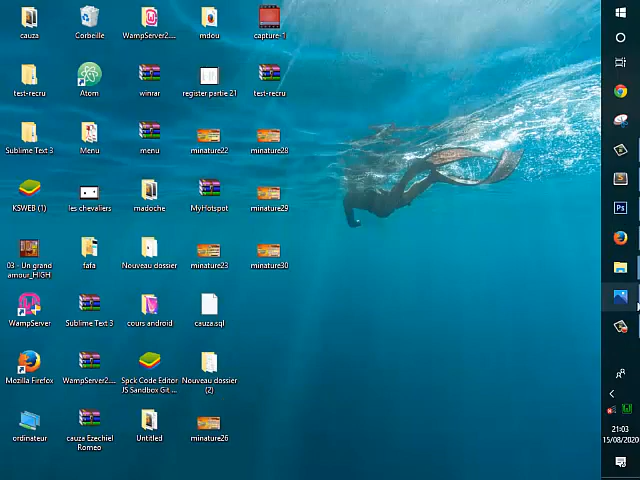 cauza
Corbeille
WampServer2....
mdou
capture-1
test-recru
Atom
winrar
register partie 21
test-recru
Sublime Text 3
Menu
menu
minature22
minature28
KSWEB (1)
les chevaliers
madoche
MyHotspot
minature29
03 - Un grand
amour_HIGH
fafa
Nouveau dossier
minature23
minature30
WampServer
Sublime Text 3
cours android
cauza.sql
Mozilla Firefox
WampServer2....
Spck Code Editor
JS Sandbox Git ...
Nouveau dossier
(2)
ordinateur
cauza Ezechiel
Romeo
Untitled
minature26
Ps
21:03
15/08/2020